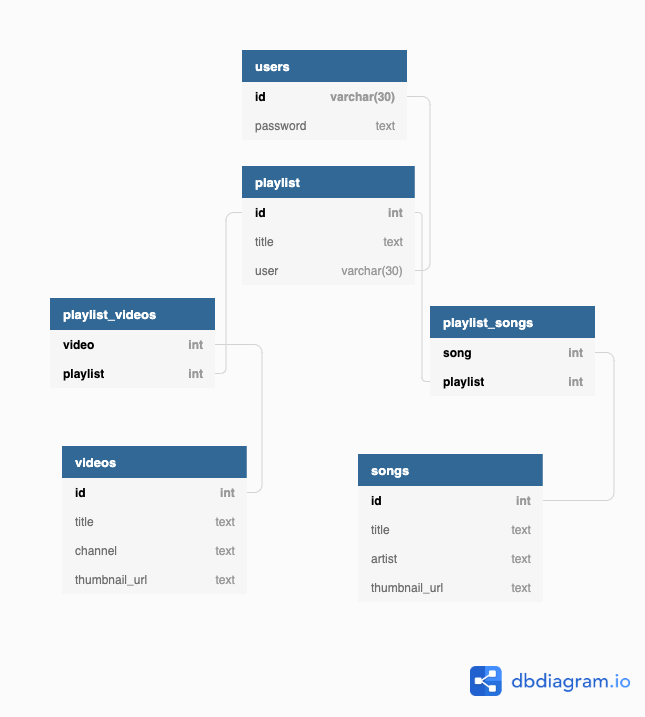 users
id varchar(30)
password text
playlist
id int
title text
user varchar(30)
playlist_videos
video int
playlist int
playlist_songs
song int
playlist int
videos
id int
title text
channel text
thumbnail_url text
songs
id int
title text
artist text
thumbnail_url text
dbdiagram.io